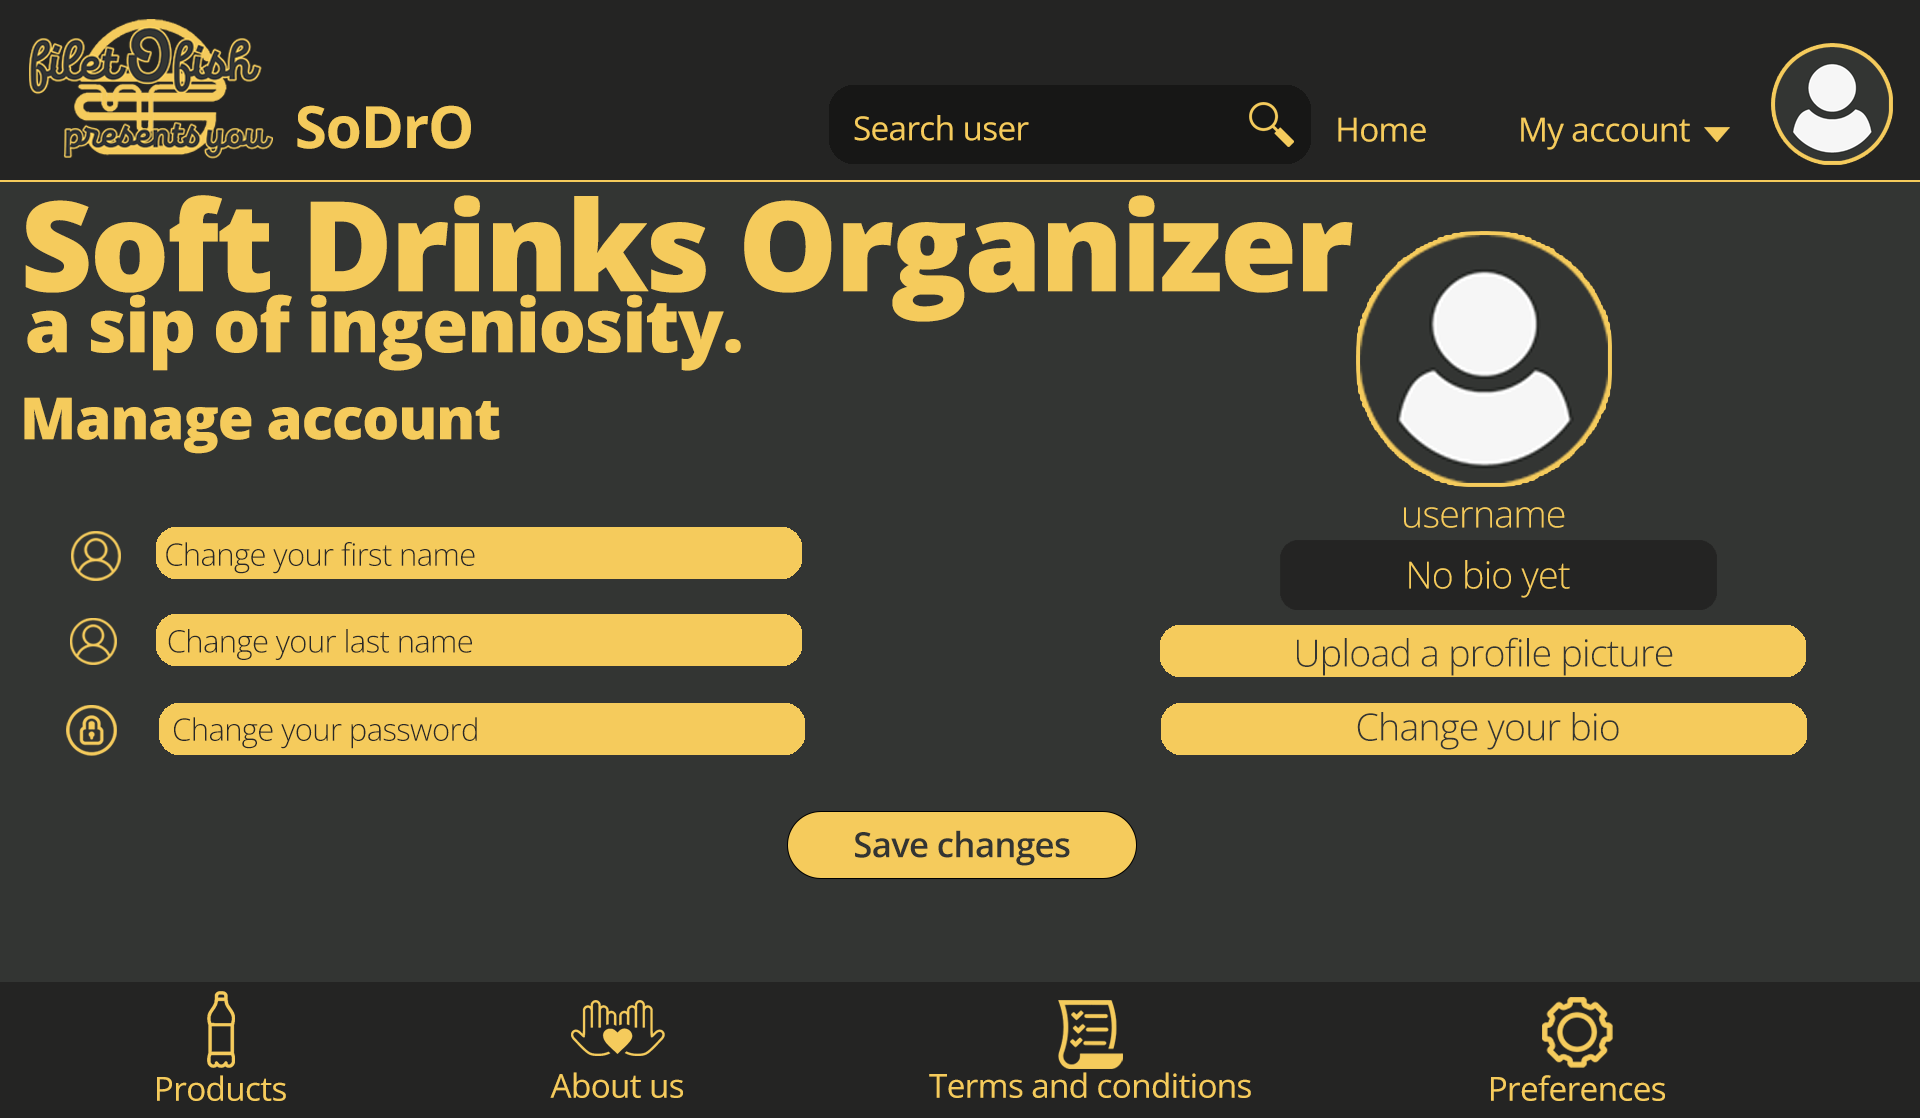 filet O fish
presents you
SoDrO
Search user
Home
My account
Soft Drinks Organizer
a sip of ingeniosity.
Manage account
username
No bio yet
Change your first name
Change your last name
Change your password
Upload a profile picture
Change your bio
Save changes
Products
About us
Terms and conditions
Preferences